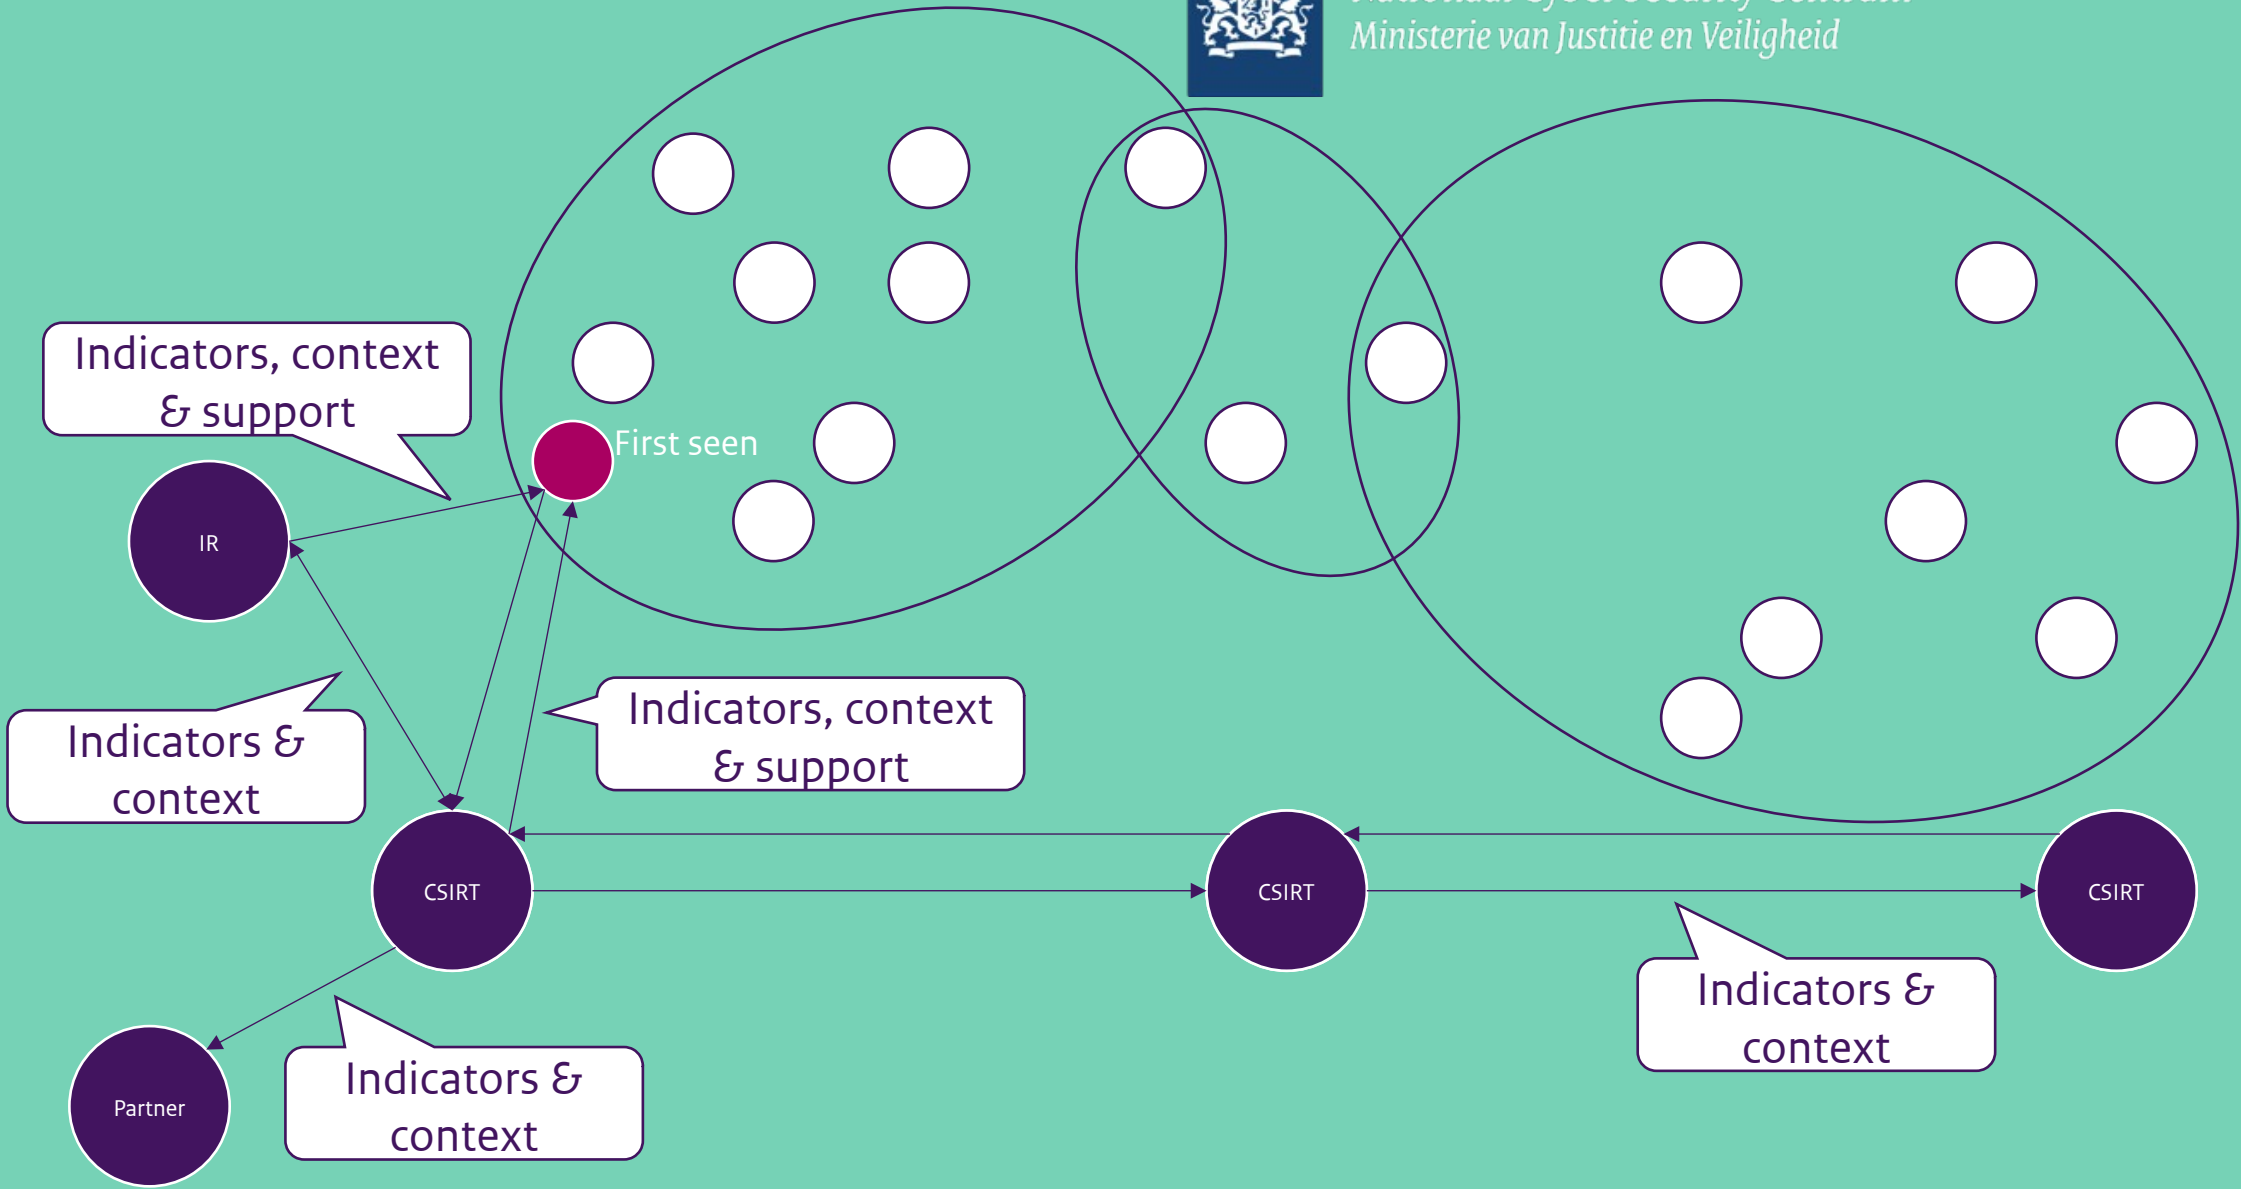 Ministerie van Justitie en Veiligheid
Indicators, context
& support
First seen
IR
Indicators, context
& support
Indicators &
context
CSIRT
CSIRT
CSIRT
Indicators &
context
Indicators &
context
Partner